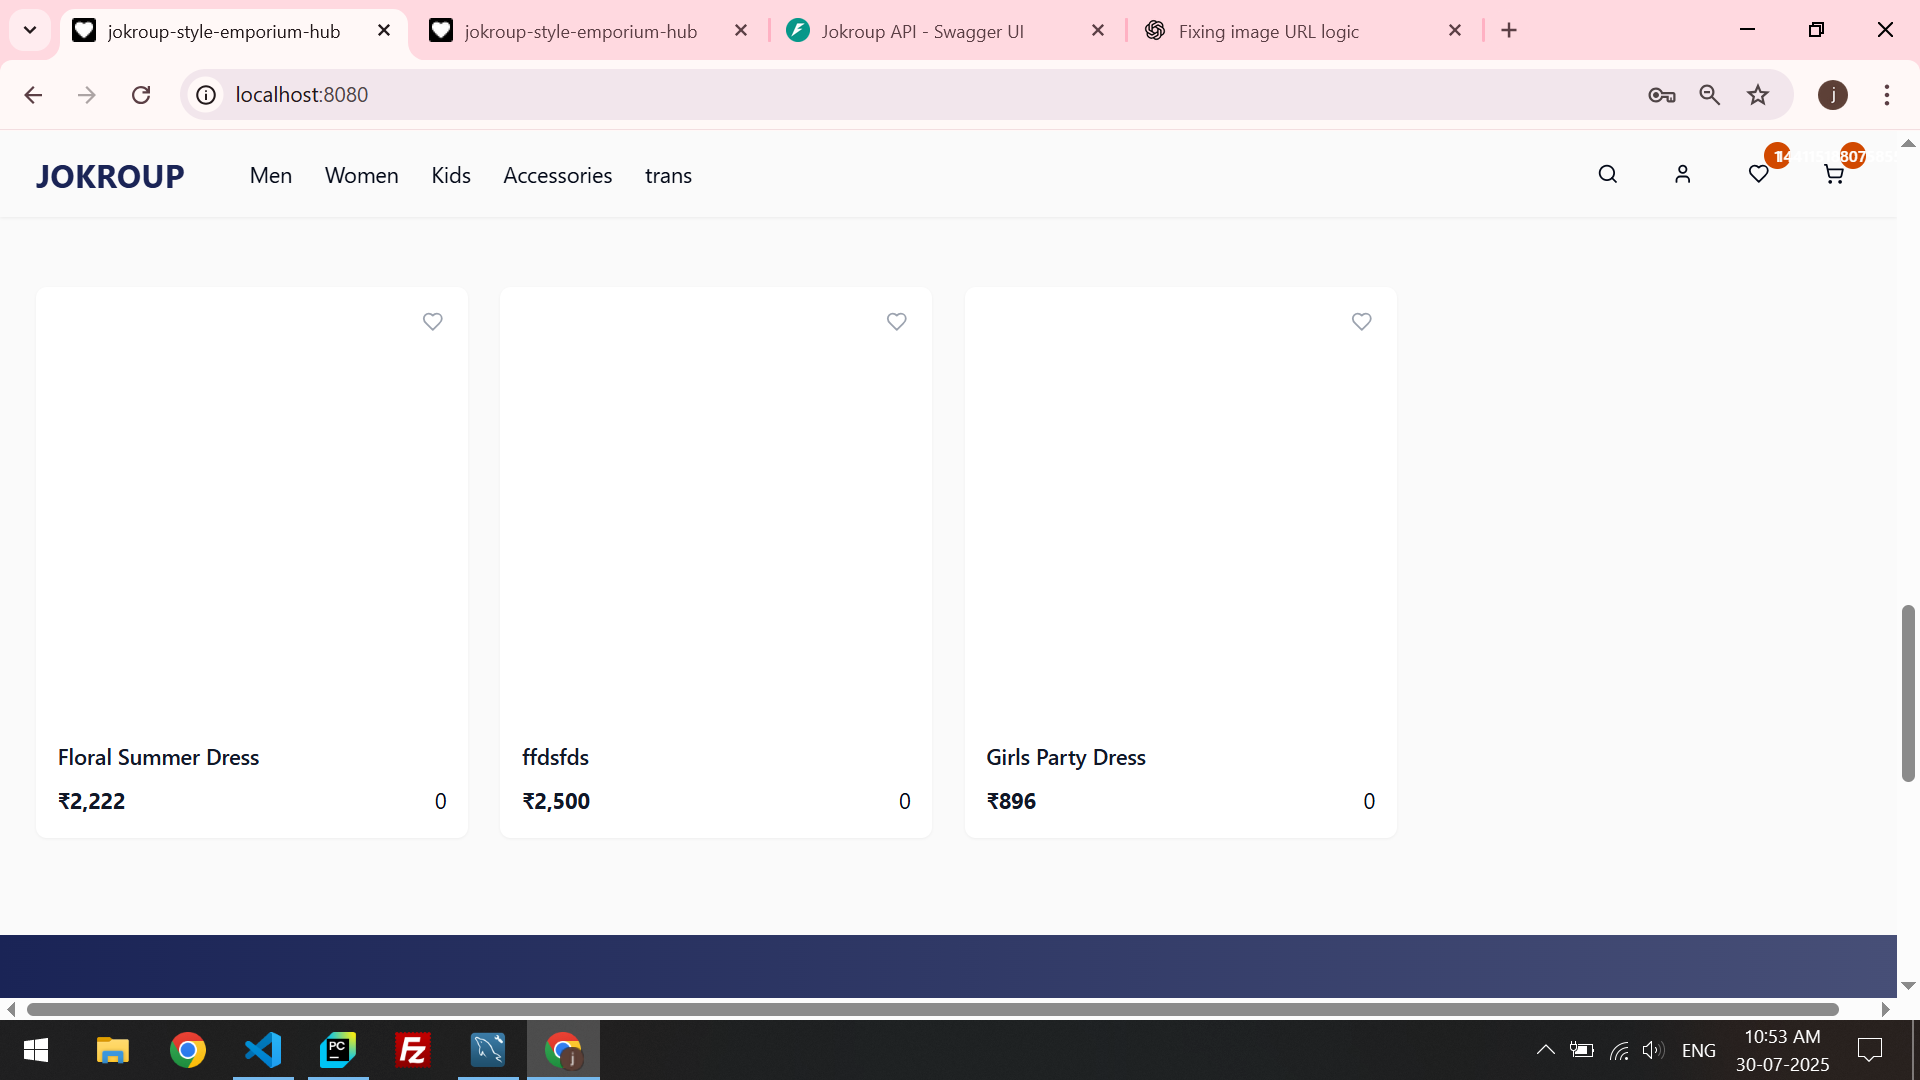 jokroup-style-emporium-hub
jokroup-style-emporium-hub
Jokroup API - Swagger UI
Fixing image URL logic
localhost:8080
j
JOKROUP
Men
Women
Kids
Accessories
trans
Floral Summer Dress
₹2,222
0
ffdsfds
₹2,500
0
Girls Party Dress
₹896
0
PC
FZ
j
ENG
10:53 AM
30-07-2025